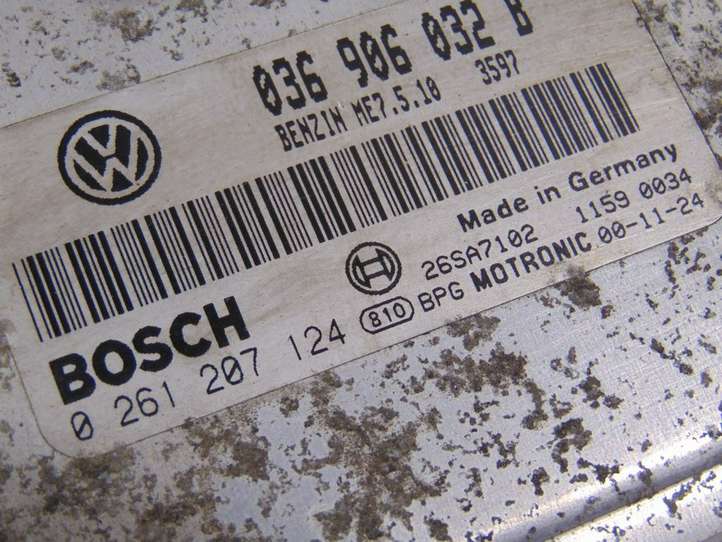 036 906 032 B
BENZIN ME7.5.10 3597
Made in Germany
26SA7102 1159 0034
BOSCH
810 BPG MOTRONIC 00-11-24
0 261 207 124